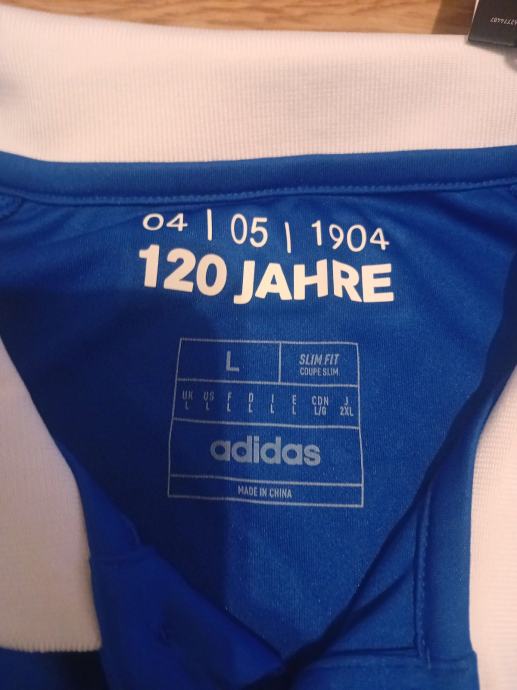 04 | 05 | 1904
120 JAHRE
L
SLIM FIT
COUPE SLIM
UK US F D I E CDN J
L L L L L L L/G 2XL
adidas
MADE IN CHINA